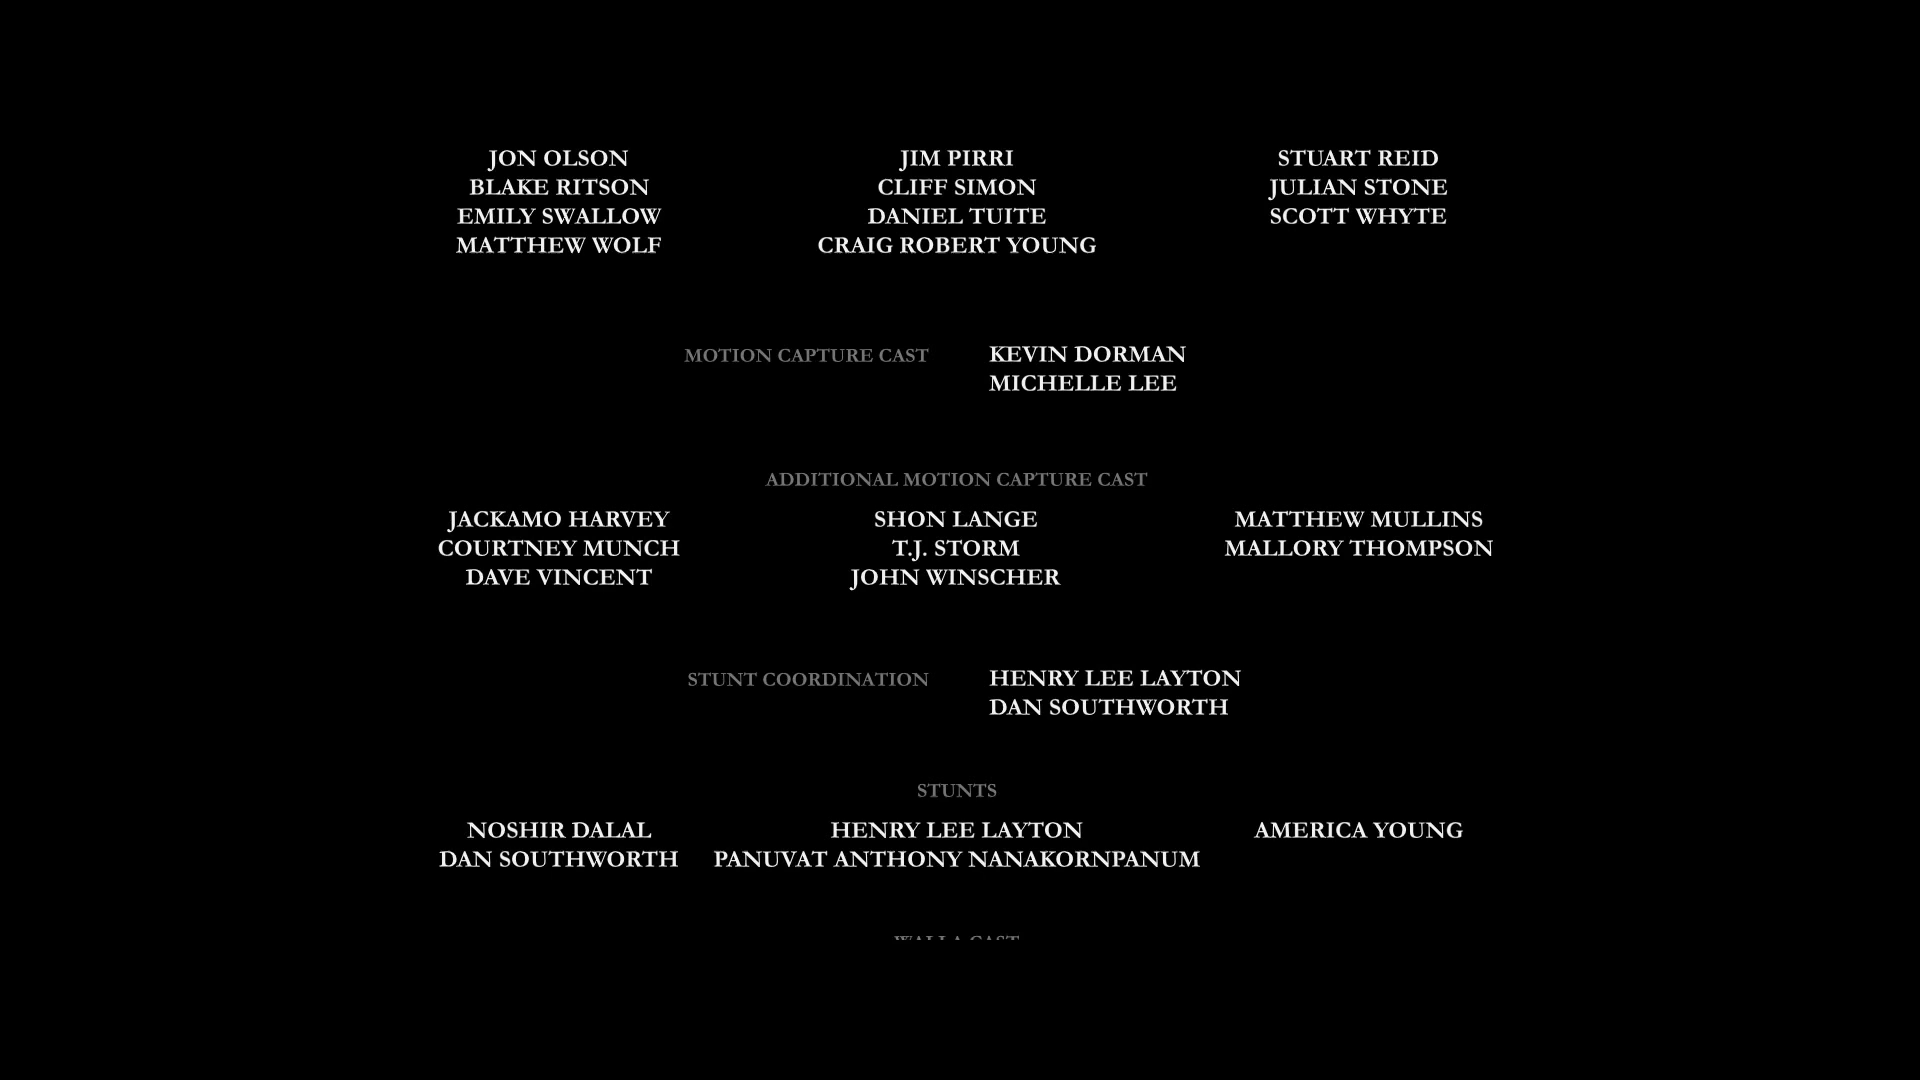 JON OLSON JIM PIRRI STUART REID
BLAKE RITSON CLIFF SIMON JULIAN STONE
EMILY SWALLOW DANIEL TUITE SCOTT WHYTE
MATTHEW WOLF CRAIG ROBERT YOUNG
MOTION CAPTURE CAST KEVIN DORMAN
MICHELLE LEE
ADDITIONAL MOTION CAPTURE CAST
JACKAMO HARVEY SHON LANGE MATTHEW MULLINS
COURTNEY MUNCH T.J. STORM MALLORY THOMPSON
DAVE VINCENT JOHN WINSCHER
STUNT COORDINATION HENRY LEE LAYTON
DAN SOUTHWORTH
STUNTS
NOSHIR DALAL HENRY LEE LAYTON AMERICA YOUNG
DAN SOUTHWORTH PANUVAT ANTHONY NANAKORNPANUM
WALLA CAST